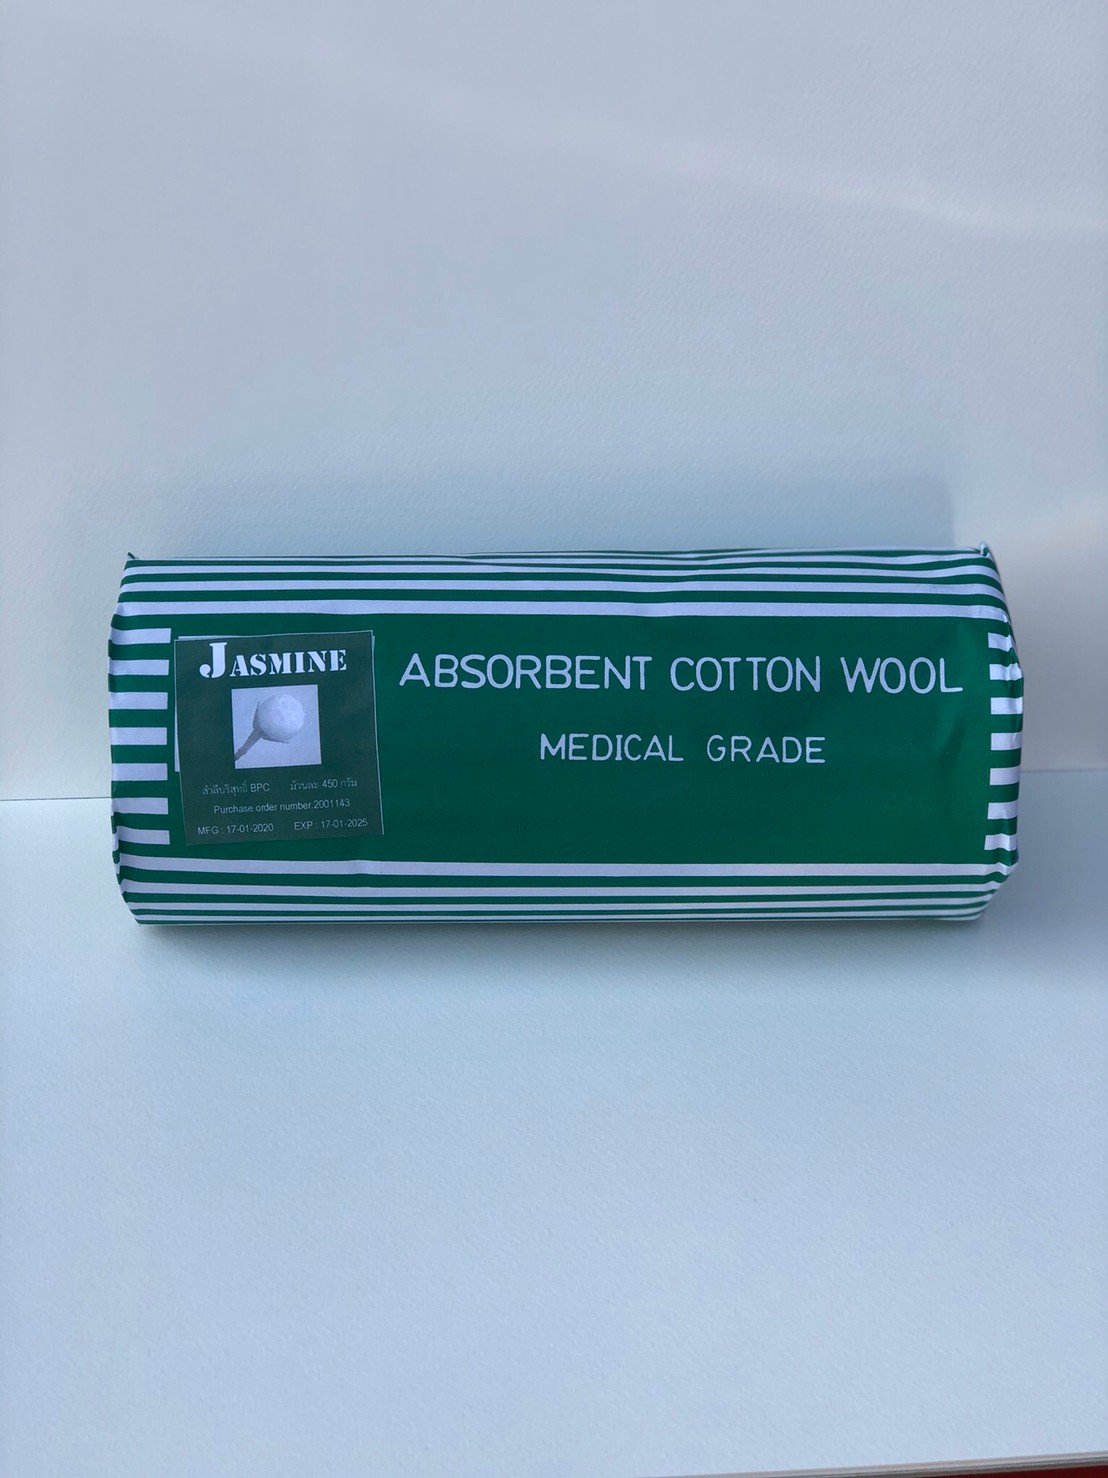 JASMINE
สำลีบริสุทธิ์ BPC ม้วนละ 450 กรัม
Purchase order number.2001143
MFG : 17-01-2020 EXP : 17-01-2025
ABSORBENT COTTON WOOL
MEDICAL GRADE